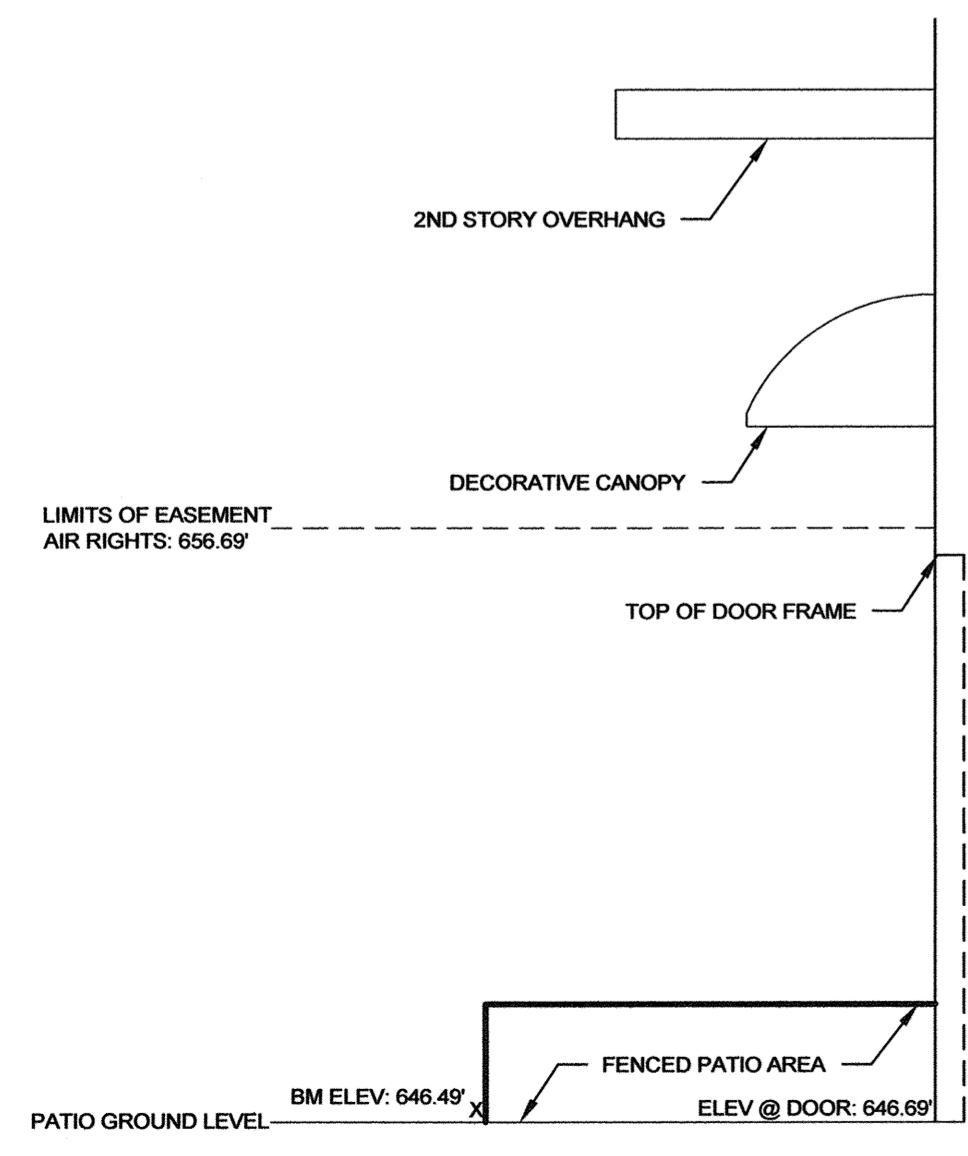 2ND STORY OVERHANG
DECORATIVE CANOPY
LIMITS OF EASEMENT
AIR RIGHTS: 656.69'
TOP OF DOOR FRAME
FENCED PATIO AREA
BM ELEV: 646.49'
X
ELEV @ DOOR: 646.69'
PATIO GROUND LEVEL